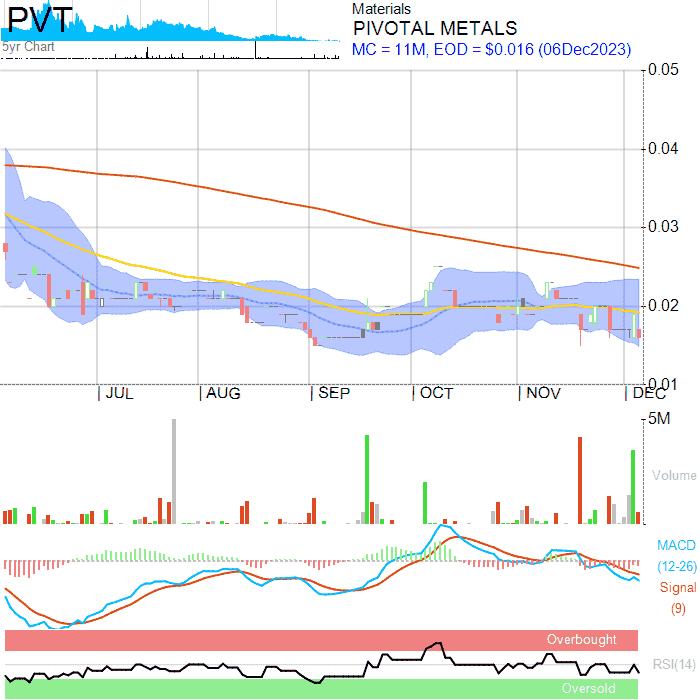 PVT
5yr Chart
Materials
PIVOTAL METALS
MC = 11M, EOD = $0.016 (06Dec2023)
0.05
0.04
0.03
0.02
0.01
JUL
AUG
SEP
OCT
NOV
DEC
5M
Volume
MACD
(12-26)
Signal
(9)
Overbought
RSI(14)
Oversold